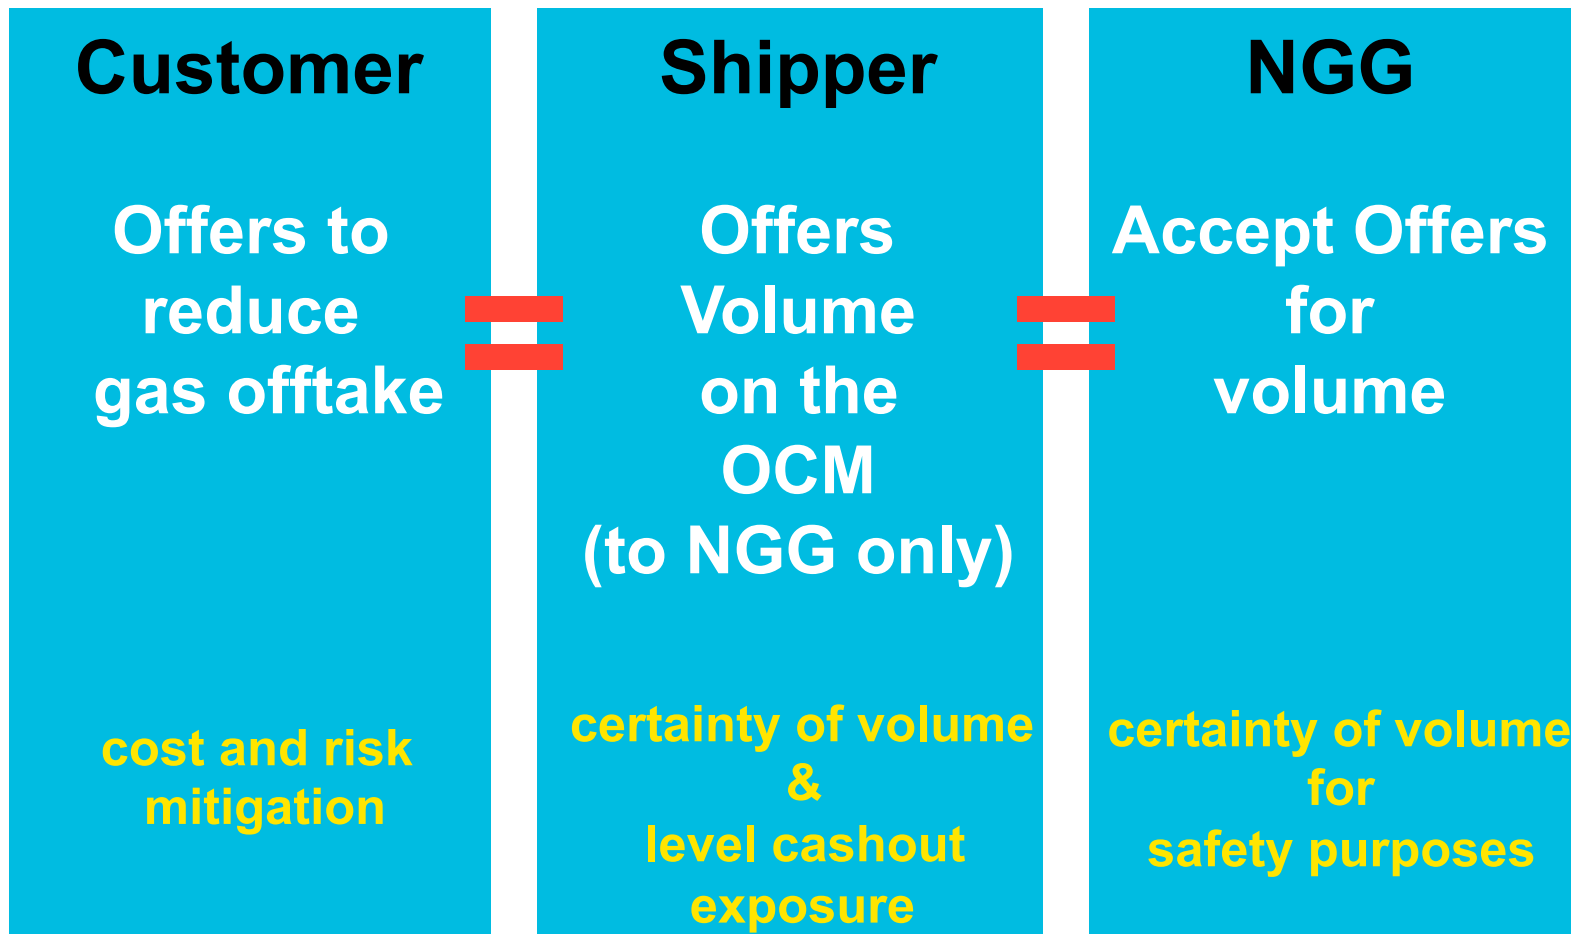 Customer
Offers to
reduce
gas offtake
cost and risk
mitigation
Shipper
Offers
Volume
on the
OCM
(to NGG only)
certainty of volume
&
level cashout
exposure
NGG
Accept Offers
for
volume
certainty of volume
for
safety purposes